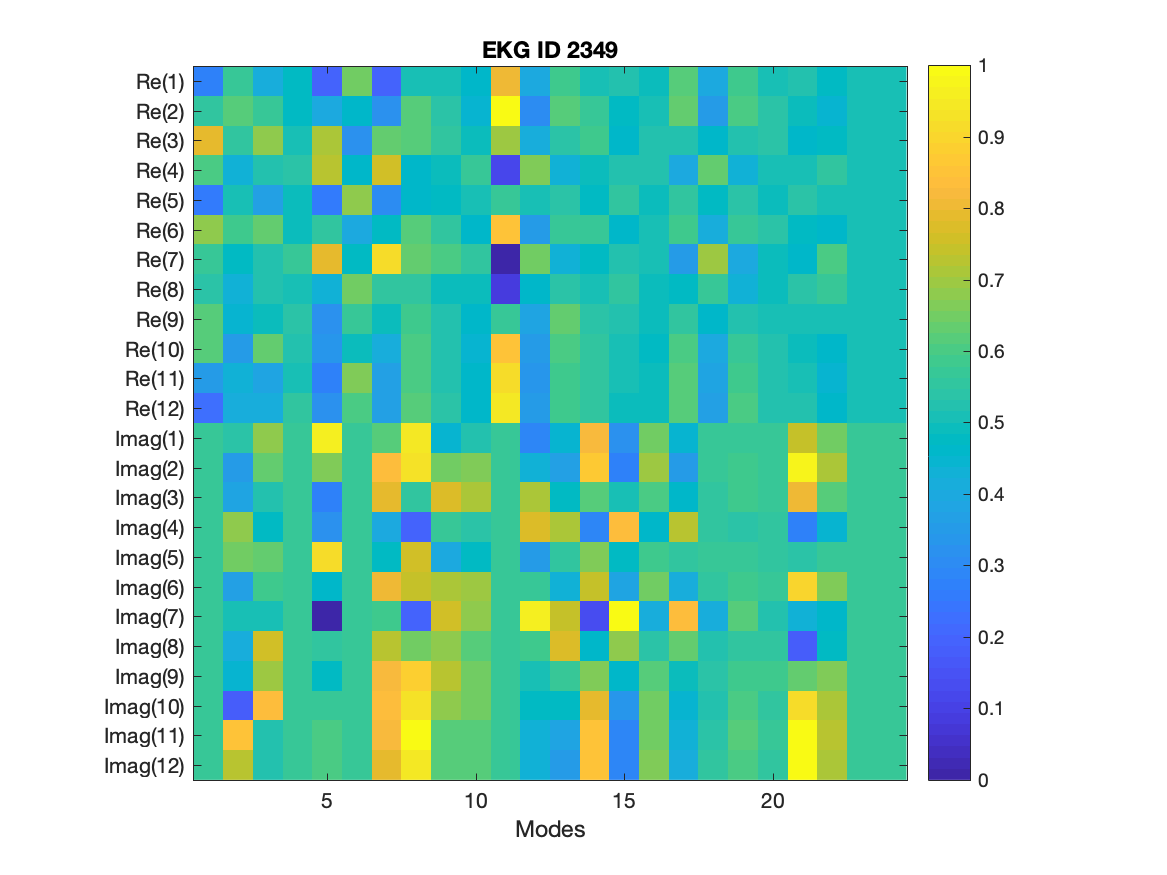 EKG ID 2349
Re(1)
Re(2)
Re(3)
Re(4)
Re(5)
Re(6)
Re(7)
Re(8)
Re(9)
Re(10)
Re(11)
Re(12)
Imag(1)
Imag(2)
Imag(3)
Imag(4)
Imag(5)
Imag(6)
Imag(7)
Imag(8)
Imag(9)
Imag(10)
Imag(11)
Imag(12)
5 10 15 20
Modes
1
0.9
0.8
0.7
0.6
0.5
0.4
0.3
0.2
0.1
0